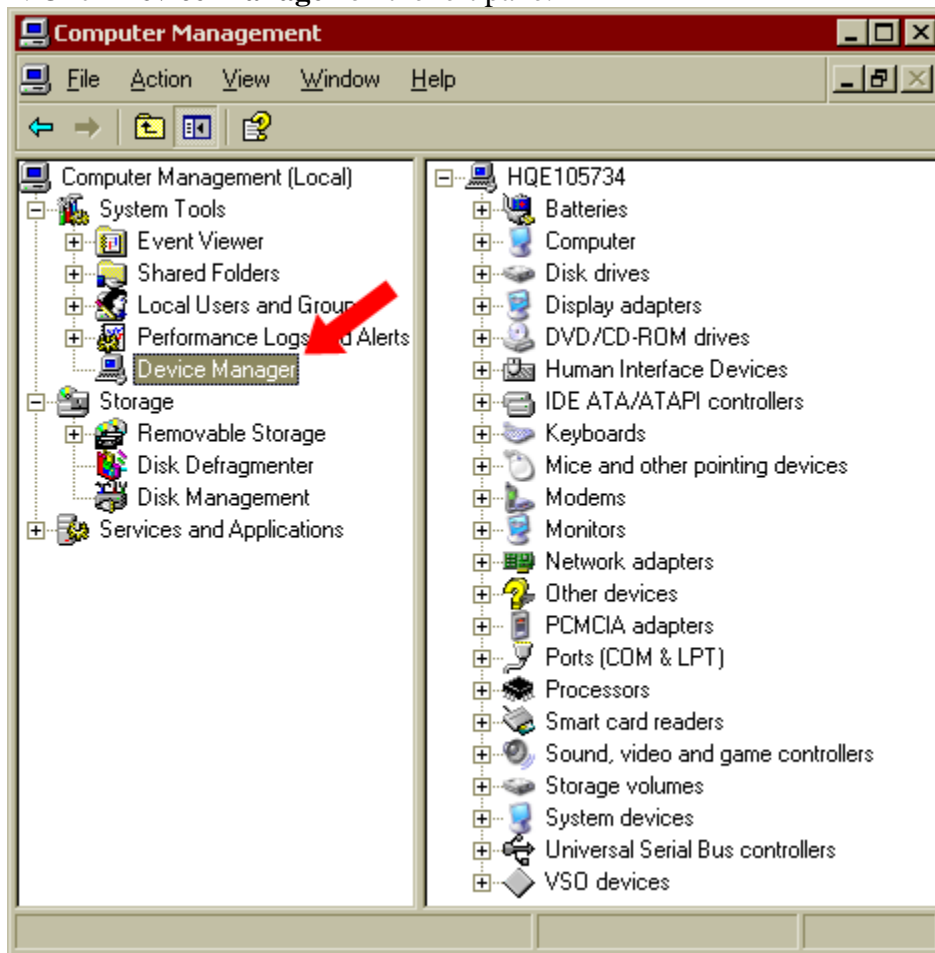 Computer Management
File Action View Window Help
Computer Management (Local)
System Tools
Event Viewer
Shared Folders
Local Users and Group
Performance Logs Alerts
Device Manager
Storage
Removable Storage
Disk Defragmenter
Disk Management
Services and Applications
HQE105734
Batteries
Computer
Disk drives
Display adapters
DVD/CD-ROM drives
Human Interface Devices
IDE ATA/ATAPI controllers
Keyboards
Mice and other pointing devices
Modems
Monitors
Network adapters
Other devices
PCMCIA adapters
Ports (COM & LPT)
Processors
Smart card readers
Sound, video and game controllers
Storage volumes
System devices
Universal Serial Bus controllers
VSO devices